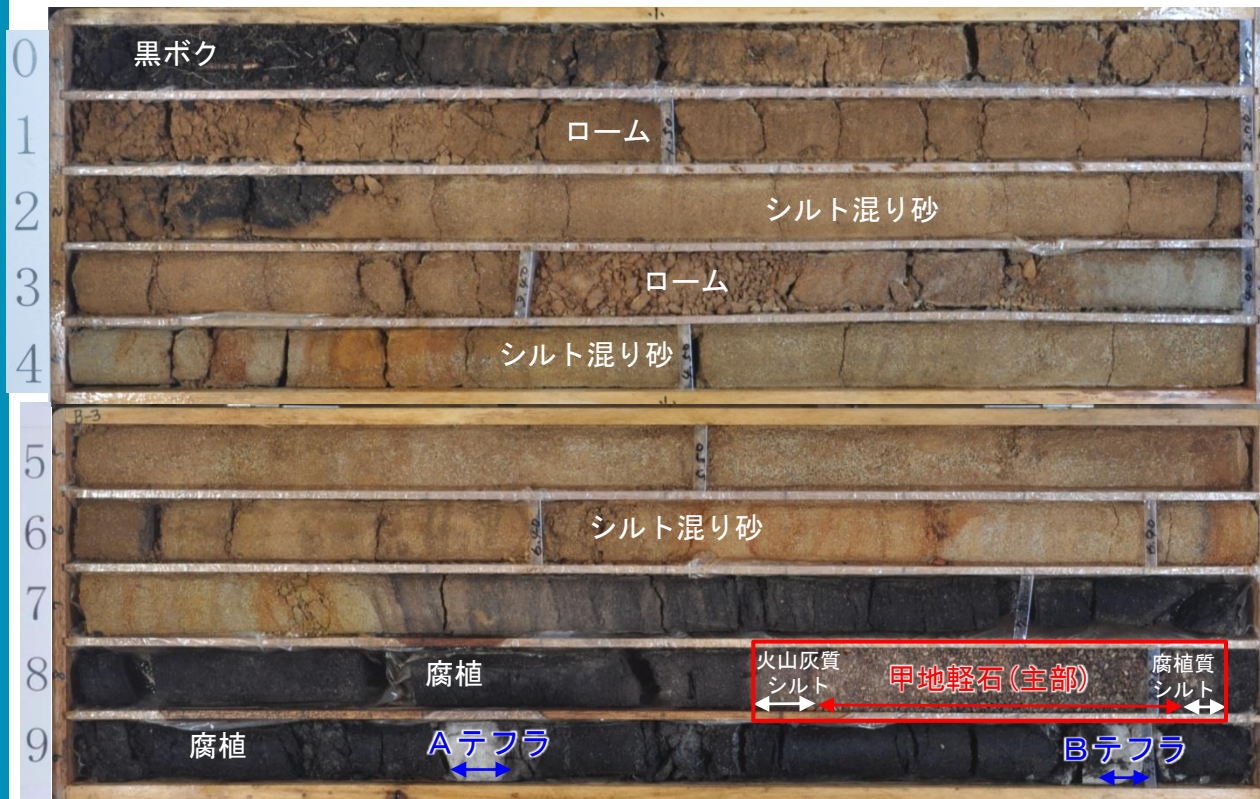 0
黒ボク
1
ローム
2
シルト混り砂
3
ローム
4
シルト混り砂
B-3
5
5.50
6
シルト混り砂
7
8
腐植
火山灰質
シルト
甲地軽石(主部)
腐植質
シルト
9
腐植
Aテフラ
Bテフラ